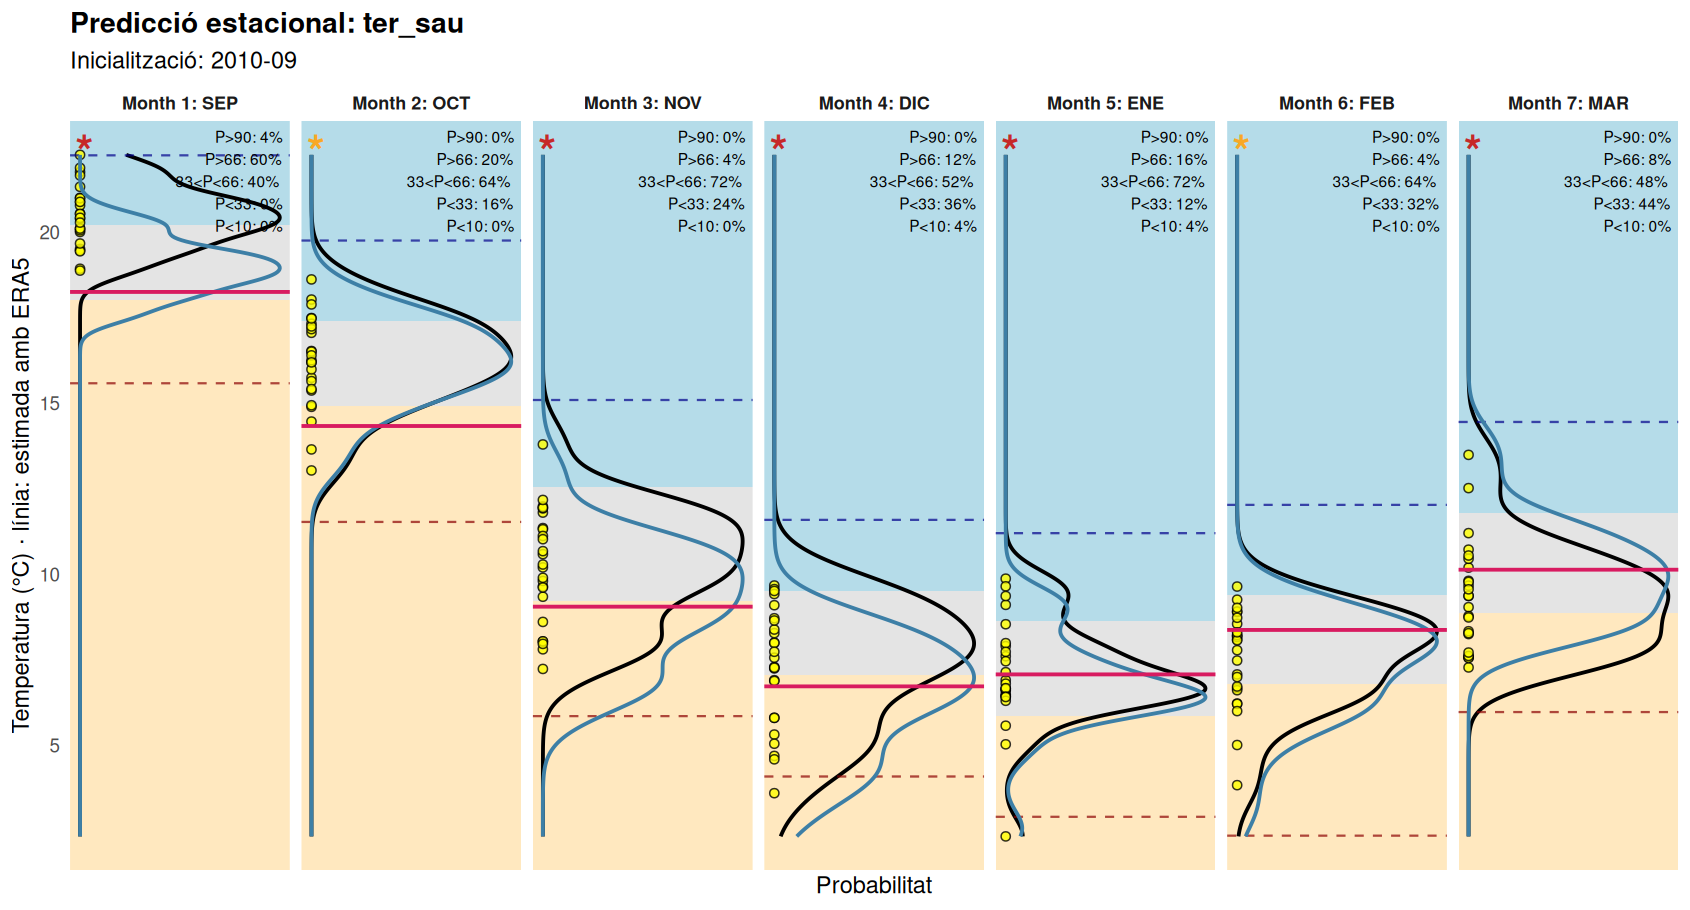 Predicció estacional: ter_sau
Inicialització: 2010-09
Month 1: SEP
Month 2: OCT
Month 3: NOV
Month 4: DIC
Month 5: ENE
Month 6: FEB
Month 7: MAR
*
P>90: 4%
P>66: 60%
33<P<66: 40%
P<33: 0%
P<10: 0%
*
P>90: 0%
P>66: 20%
33<P<66: 64%
P<33: 16%
P<10: 0%
*
P>90: 0%
P>66: 4%
33<P<66: 72%
P<33: 24%
P<10: 0%
*
P>90: 0%
P>66: 12%
33<P<66: 52%
P<33: 36%
P<10: 4%
*
P>90: 0%
P>66: 16%
33<P<66: 72%
P<33: 12%
P<10: 4%
*
P>90: 0%
P>66: 4%
33<P<66: 64%
P<33: 32%
P<10: 0%
*
P>90: 0%
P>66: 8%
33<P<66: 48%
P<33: 44%
P<10: 0%
20
15
10
5
Temperatura (°C) · línia: estimada amb ERA5
Probabilitat